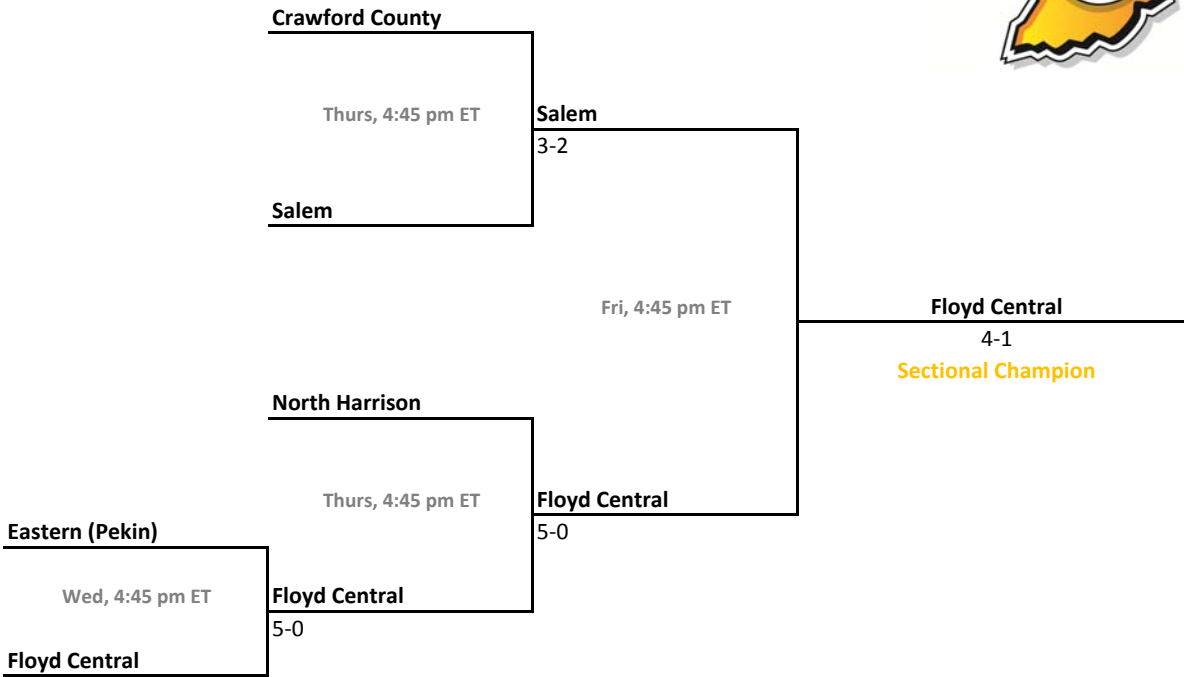 Crawford County
Thurs, 4:45 pm ET
Salem
3-2
Salem
Fri, 4:45 pm ET
Floyd Central
4-1
Sectional Champion
North Harrison
Thurs, 4:45 pm ET
Floyd Central
5-0
Eastern (Pekin)
Wed, 4:45 pm ET
Floyd Central
5-0
Floyd Central